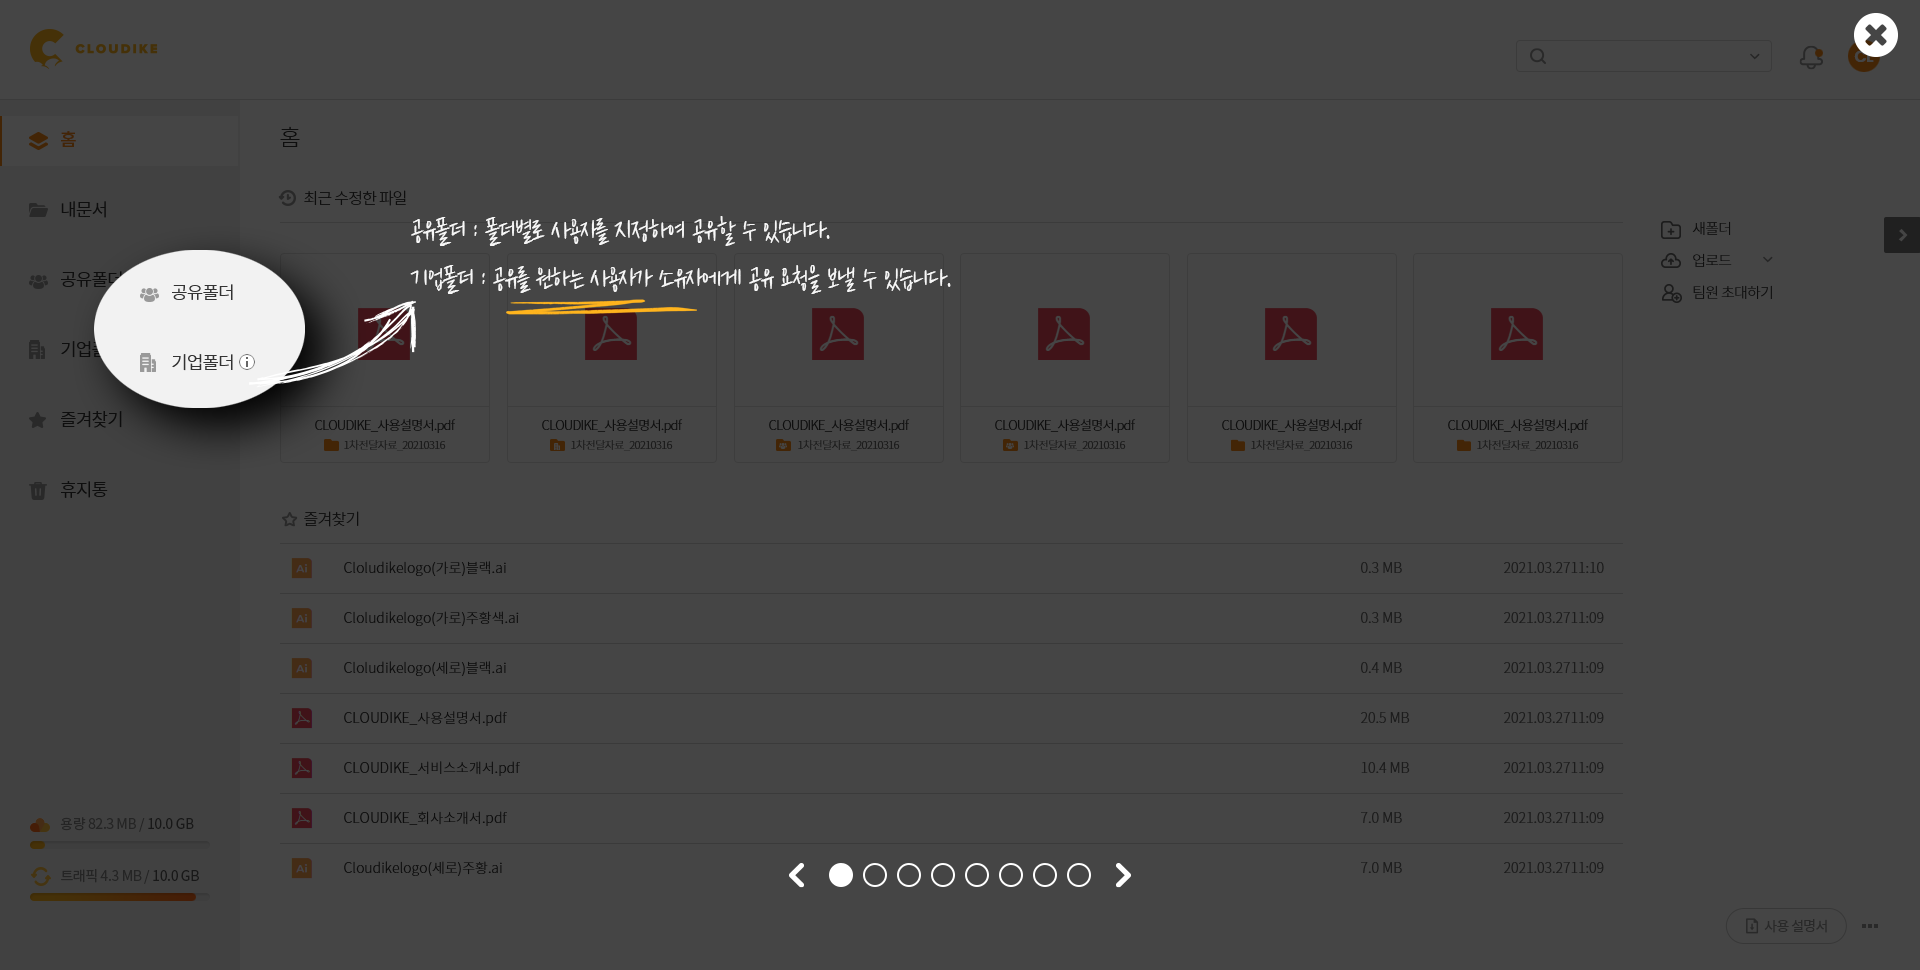 CLOUDIKE
CL
홈
내문서
공유폴더
기업폴
즐겨찾기
휴지통
공유폴더
기업폴더
홈
최근 수정한 파일
공유폴더 : 폴더별로 사용자를 지정하여 공유할 수 있습니다.
기업폴더 : 공유를 원하는 사용자가 소유자에게 공유 요청을 보낼 수 있습니다.
새폴더
업로드
팀원 초대하기
CLOUDIKE_사용설명서.pdf
1차전달자료_20210316
CLOUDIKE_사용설명서.pdf
1차전달자료_20210316
CLOUDIKE_사용설명서.pdf
1차전달자료_20210316
CLOUDIKE_사용설명서.pdf
1차전달자료_20210316
CLOUDIKE_사용설명서.pdf
1차전달자료_20210316
CLOUDIKE_사용설명서.pdf
1차전달자료_20210316
즐겨찾기
Ai Cloludikelogo(가로)블랙.ai 0.3 MB 2021.03.2711:10
Ai Cloludikelogo(가로)주황색.ai 0.3 MB 2021.03.2711:09
Ai Cloludikelogo(세로)블랙.ai 0.4 MB 2021.03.2711:09
CLOUDIKE_사용설명서.pdf 20.5 MB 2021.03.2711:09
CLOUDIKE_서비스소개서.pdf 10.4 MB 2021.03.2711:09
CLOUDIKE_회사소개서.pdf 7.0 MB 2021.03.2711:09
Ai Cloudikelogo(세로)주황.ai 7.0 MB 2021.03.2711:09
용량 82.3 MB / 10.0 GB
트래픽 4.3 MB / 10.0 GB
사용 설명서